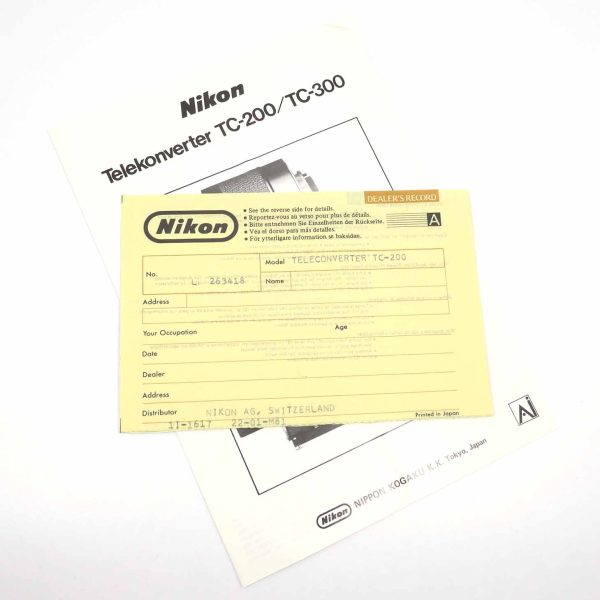 Nikon
Telekonverter TC-200/TC-300
DEALER'S RECORD
Nikon
• See the reverse side for details.
• Reportez-vous au verso pour plus de détails.
• Bitte entnehmen Sie Einzelheiten der Rückseite.
• Vea el dorso para más detalles.
• För ytterligare information se baksidan.
A
No. 263418
Model TELECONVERTER TC-200
Name
Address
Your Occupation Age
Date
Dealer
Address
Distributor NIKON AG, SWITZERLAND
Printed in Japan
11-1617 22-01-M81
AI
Nikon NIPPON KOGAKU K.K. Tokyo, Japan